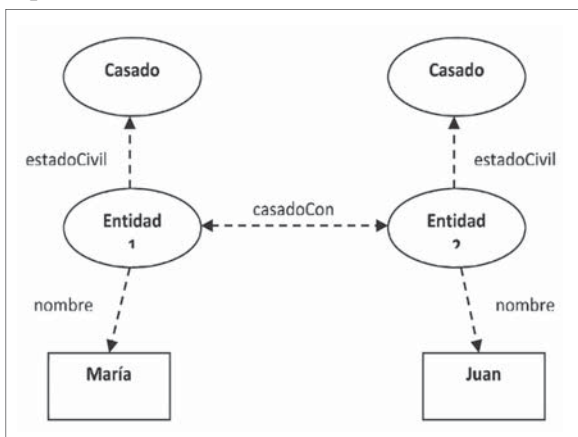 Casado Casado
estadoCivil estadoCivil
casadoCon
Entidad Entidad
1 2
nombre nombre
María Juan